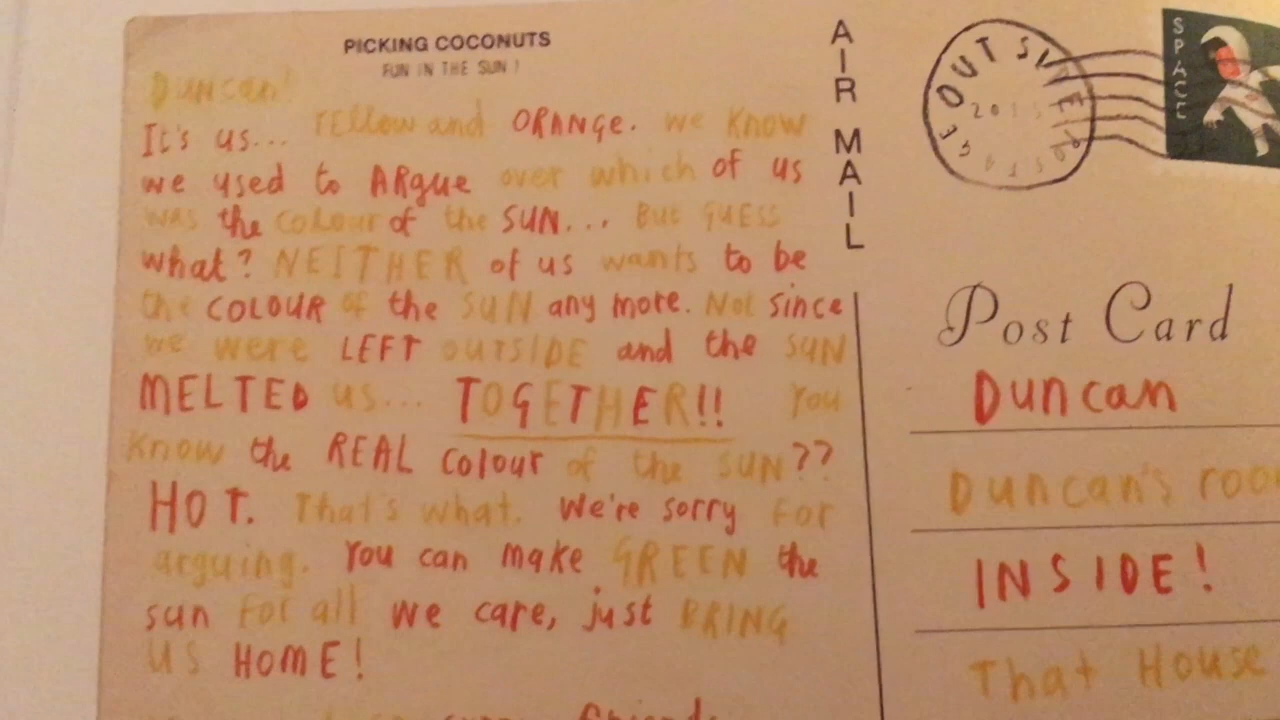 PICKING COCONUTS
FUN IN THE SUN!
Duncan!
It's us... Yellow and ORANGE. we Know
we used to ARgue over which of us
was the colour of the SUN... But GUESS
what? NEITHER of us wants to be
the COLOUR of the SUN any more. Not since
we were LEFT OUTSIDE and the SUN
MELTED us... TOGETHER!! You
Know the REAL colour of the SUN??
HOT. That's what. We're sorry for
arguing. You can make GREEN the
sun for all we care, just BRING
US HOME!
AIR MAIL
OUT SIDE
POSTAGE
SPACE
Post Card
Duncan
Duncan's
INSIDE!
That House